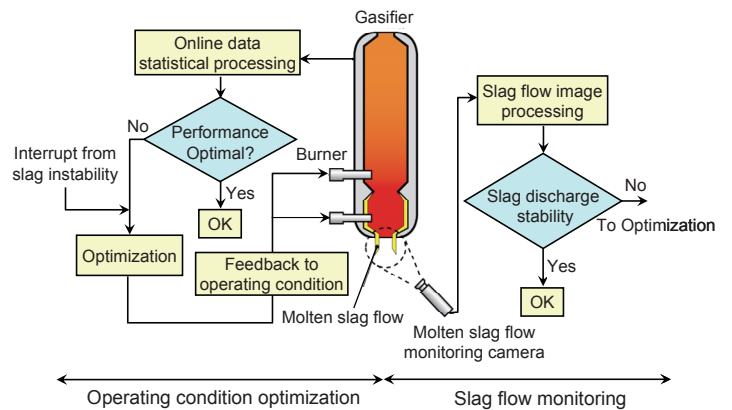 Gasifier
Online data
statistical processing
Performance
Optimal?
No
Yes
OK
Interrupt from
slag instability
Optimization
Burner
Feedback to
operating condition
Molten slag flow
Molten slag flow
monitoring camera
Slag flow image
processing
Slag discharge
stability
No
To Optimization
Yes
OK
Operating condition optimization
Slag flow monitoring